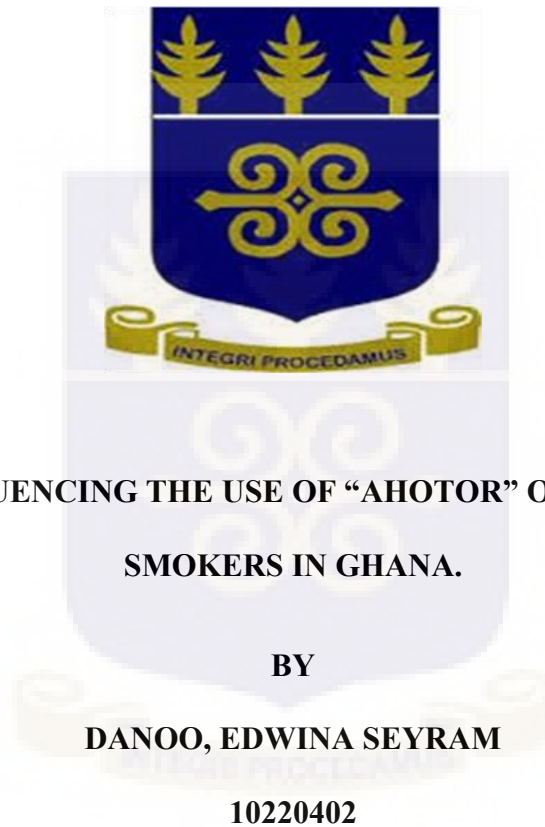 INTEGRI PROCEDAMUS
UENCING THE USE OF “AHOTOR” O
SMOKERS IN GHANA.
BY
DANOO, EDWINA SEYRAM
10220402